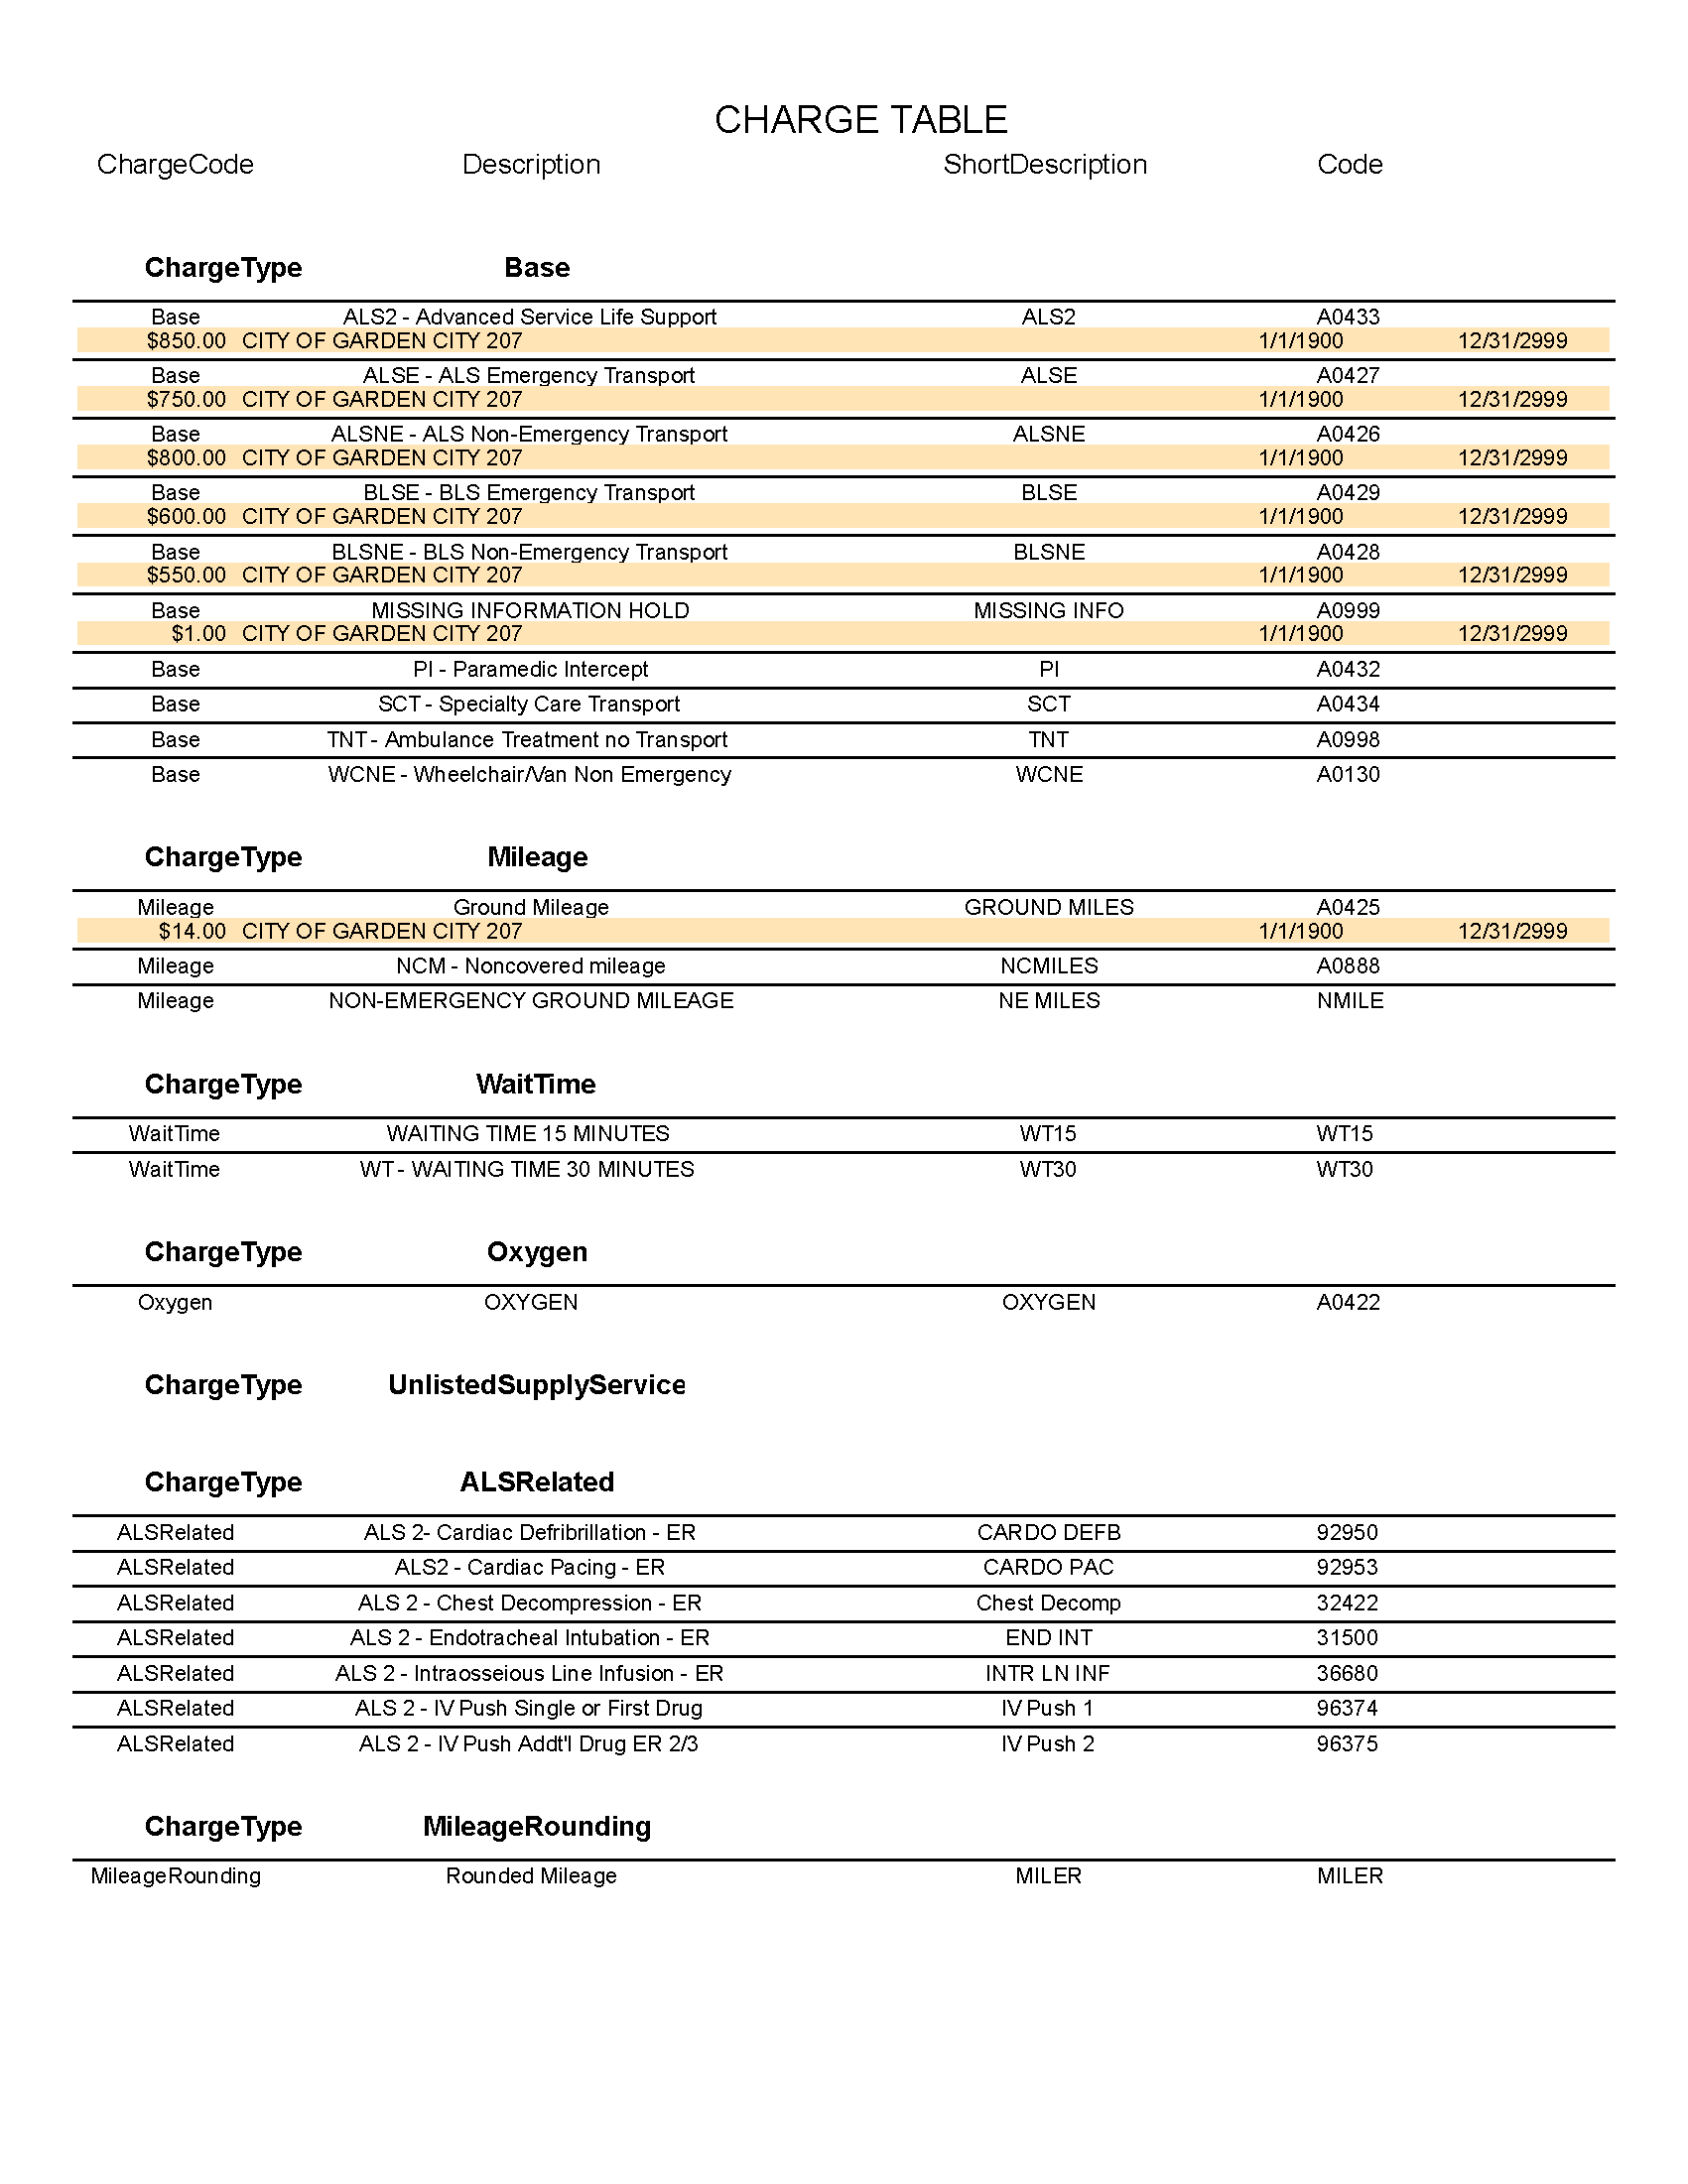 CHARGE TABLE
ChargeCode Description ShortDescription Code
ChargeType Base
Base ALS2 - Advanced Service Life Support ALS2 A0433
$850.00 CITY OF GARDEN CITY 207 1/1/1900 12/31/2999
Base ALSE - ALS Emergency Transport ALSE A0427
$750.00 CITY OF GARDEN CITY 207 1/1/1900 12/31/2999
Base ALSNE - ALS Non-Emergency Transport ALSNE A0426
$800.00 CITY OF GARDEN CITY 207 1/1/1900 12/31/2999
Base BLSE - BLS Emergency Transport BLSE A0429
$600.00 CITY OF GARDEN CITY 207 1/1/1900 12/31/2999
Base BLSNE - BLS Non-Emergency Transport BLSNE A0428
$550.00 CITY OF GARDEN CITY 207 1/1/1900 12/31/2999
Base MISSING INFORMATION HOLD MISSING INFO A0999
$1.00 CITY OF GARDEN CITY 207 1/1/1900 12/31/2999
Base PI - Paramedic Intercept PI A0432
Base SCT - Specialty Care Transport SCT A0434
Base TNT - Ambulance Treatment no Transport TNT A0998
Base WCNE - Wheelchair/Van Non Emergency WCNE A0130
ChargeType Mileage
Mileage Ground Mileage GROUND MILES A0425
$14.00 CITY OF GARDEN CITY 207 1/1/1900 12/31/2999
Mileage NCM - Noncovered mileage NCMILES A0888
Mileage NON-EMERGENCY GROUND MILEAGE NE MILES NMILE
ChargeType WaitTime
WaitTime WAITING TIME 15 MINUTES WT15 WT15
WaitTime WT - WAITING TIME 30 MINUTES WT30 WT30
ChargeType Oxygen
Oxygen OXYGEN OXYGEN A0422
ChargeType UnlistedSupplyService
ChargeType ALSRelated
ALSRelated ALS 2- Cardiac Defribrillation - ER CARDO DEFB 92950
ALSRelated ALS2 - Cardiac Pacing - ER CARDO PAC 92953
ALSRelated ALS 2 - Chest Decompression - ER Chest Decomp 32422
ALSRelated ALS 2 - Endotracheal Intubation - ER END INT 31500
ALSRelated ALS 2 - Intraosseious Line Infusion - ER INTR LN INF 36680
ALSRelated ALS 2 - IV Push Single or First Drug IV Push 1 96374
ALSRelated ALS 2 - IV Push Addt'l Drug ER 2/3 IV Push 2 96375
ChargeType MileageRounding
MileageRounding Rounded Mileage MILER MILER